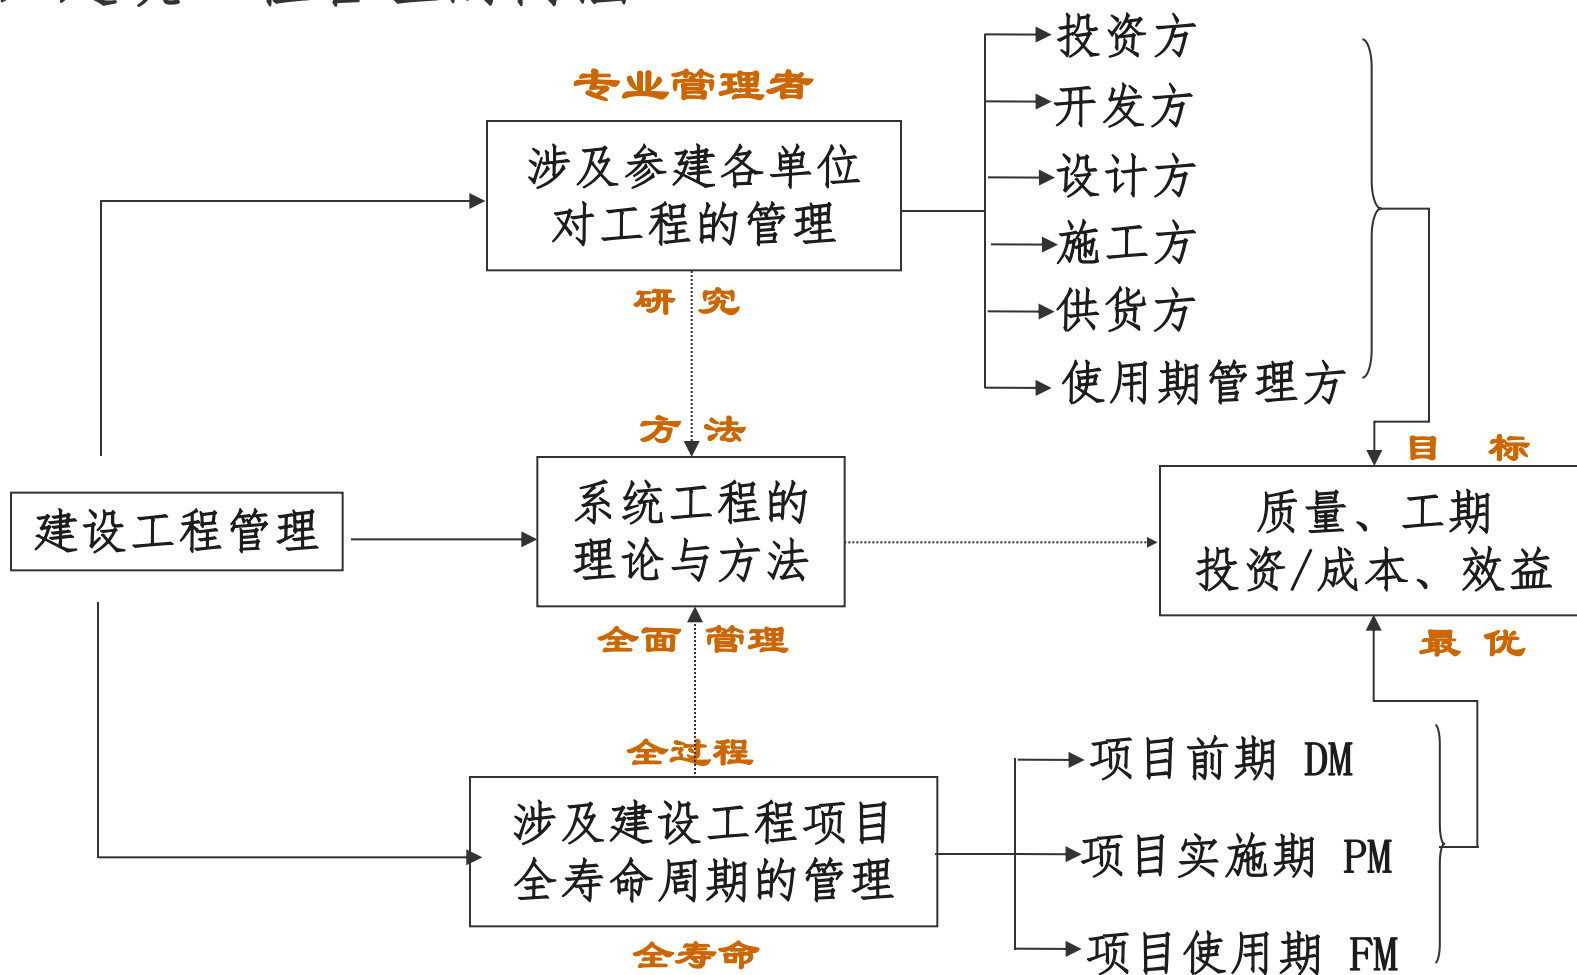 专业管理者
涉及参建各单位
对工程的管理
投资方
开发方
设计方
施工方
供货方
使用期管理方
研 究
方 法
建设工程管理
系统工程的
理论与方法
目 标
质量、工期
投资/成本、效益
全面 管理
最 优
全过程
涉及建设工程项目
全寿命周期的管理
项目前期 DM
项目实施期 PM
项目使用期 FM
全寿命